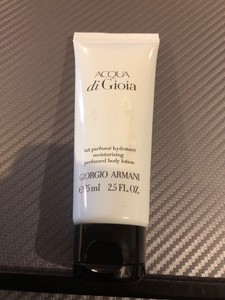 ACQUA
di Gioia
lait parfumé hydratant
moisturizing
perfumed body lotion
GIORGIO ARMANI
e 75ml 2.5 FL.OZ.